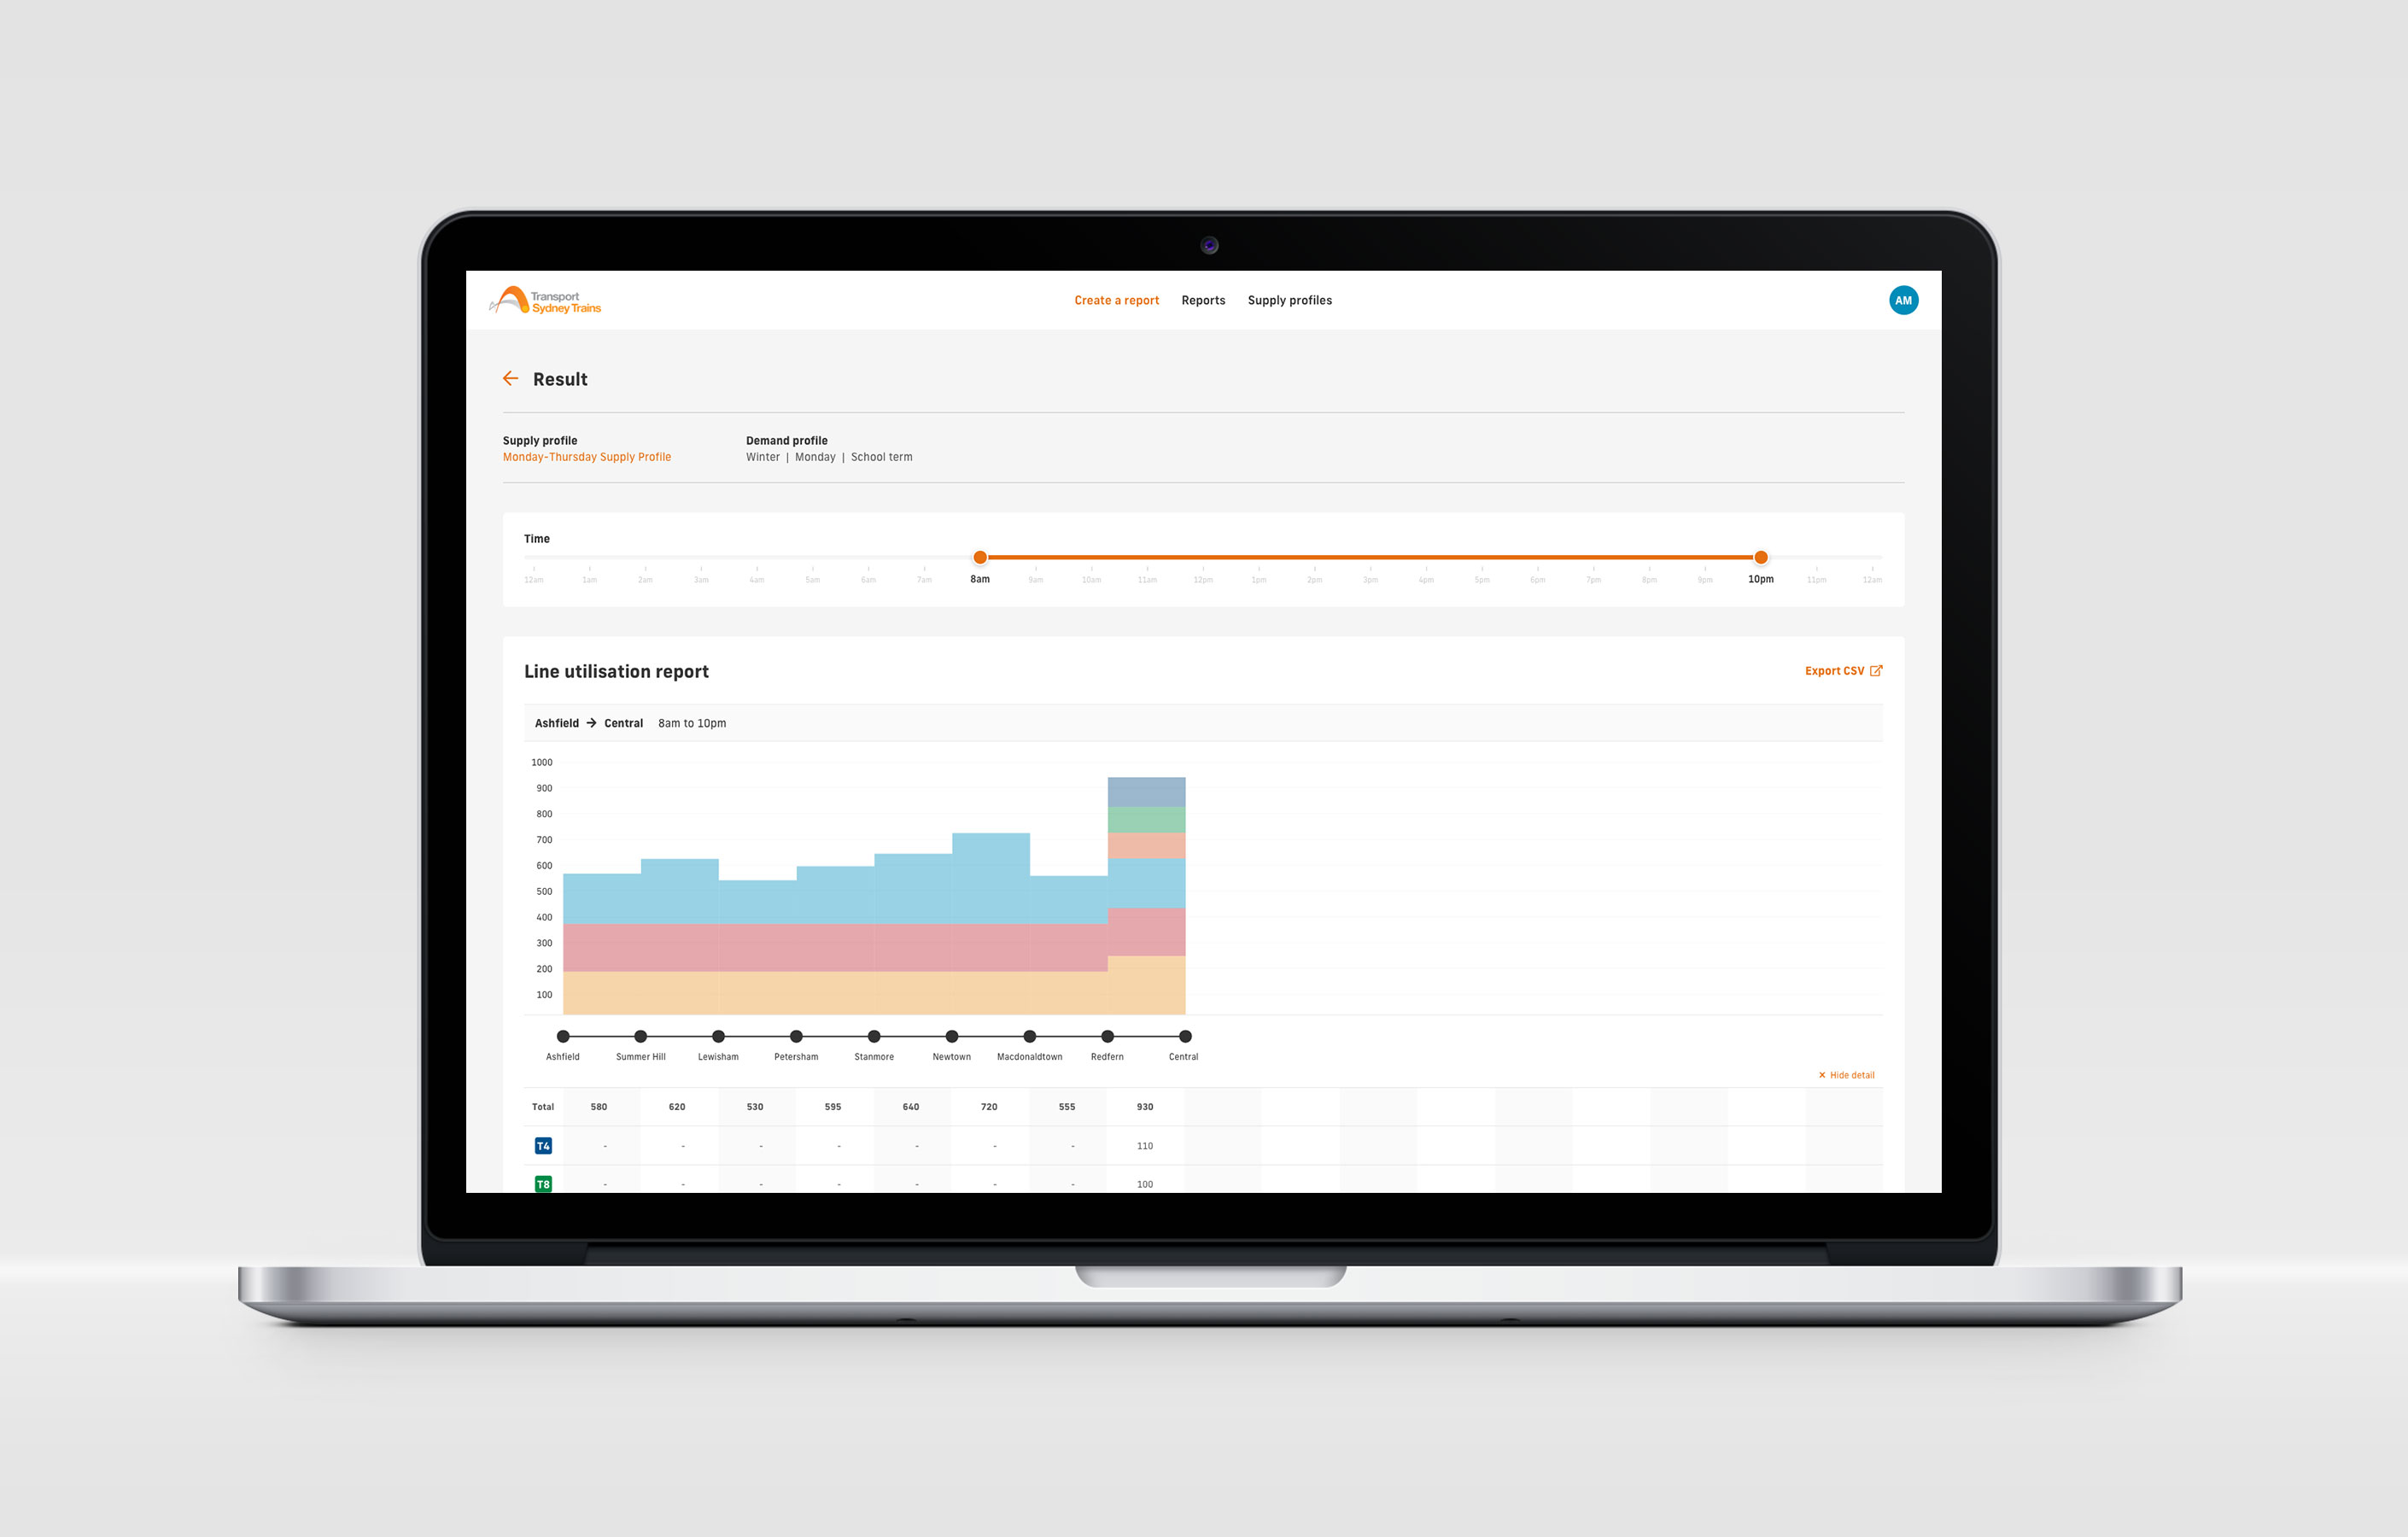 Transport
Sydney Trains
Create a report Reports Supply profiles
AM
Result
Supply profile
Monday-Thursday Supply Profile
Demand profile
Winter | Monday | School term
Time
12am 1am 2am 3am 4am 5am 6am 7am 8am 9am 10am 11am 12pm 1pm 2pm 3pm 4pm 5pm 6pm 7pm 8pm 9pm 10pm 11pm 12am
Line utilisation report
Export CSV
Ashfield → Central 8am to 10pm
1000
900
800
700
600
500
400
300
200
100
Ashfield Summer Hill Lewisham Petersham Stanmore Newtown Macdonaldtown Redfern Central
× Hide detail
Total 580 620 530 595 640 720 555 930
T4 - - - - - - - 110
T8 - - - - - - - 100